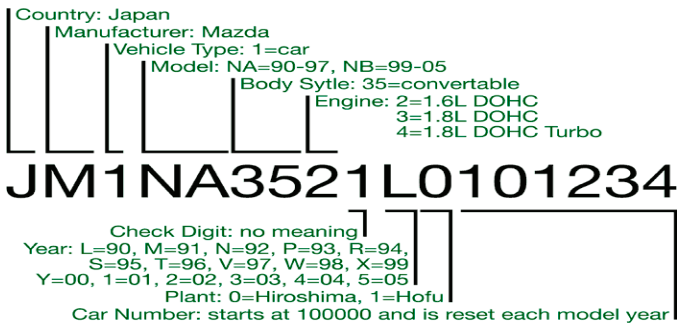 Country: Japan
Manufacturer: Mazda
Vehicle Type: 1=car
Model: NA=90-97, NB=99-05
Body Sytle: 35=convertable
Engine: 2=1.6L DOHC
3=1.8L DOHC
4=1.8L DOHC Turbo
JM1NA3521L0101234
Check Digit: no meaning
Year: L=90, M=91, N=92, P=93, R=94,
S=95, T=96, V=97, W=98, X=99
Y=00, 1=01, 2=02, 3=03, 4=04, 5=05
Plant: 0=Hiroshima, 1=Hofu
Car Number: starts at 100000 and is reset each model year